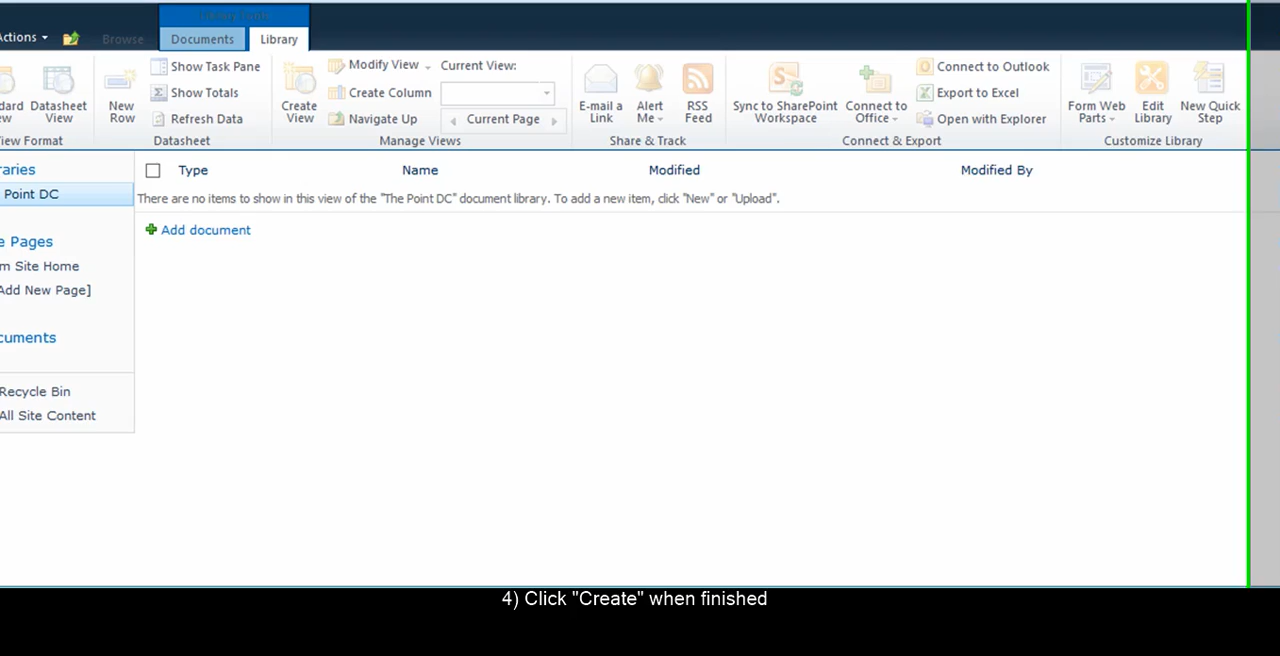 Actions
Browse
Documents
Library
Datasheet View
New Row
Show Task Pane
Show Totals
Refresh Data
Create View
Modify View
Create Column
Navigate Up
Current View:
Current Page
E-mail a Link
Alert Me
RSS Feed
Sync to SharePoint Workspace
Connect to Office
Connect to Outlook
Export to Excel
Open with Explorer
Form Web Parts
Edit Library
New Quick Step
Datasheet
Manage Views
Share & Track
Connect & Export
Customize Library
Type Name Modified Modified By
Point DC
There are no items to show in this view of the "The Point DC" document library. To add a new item, click "New" or "Upload".
Add document
Pages
Site Home
Add New Page]
Recycle Bin
All Site Content
4) Click "Create" when finished